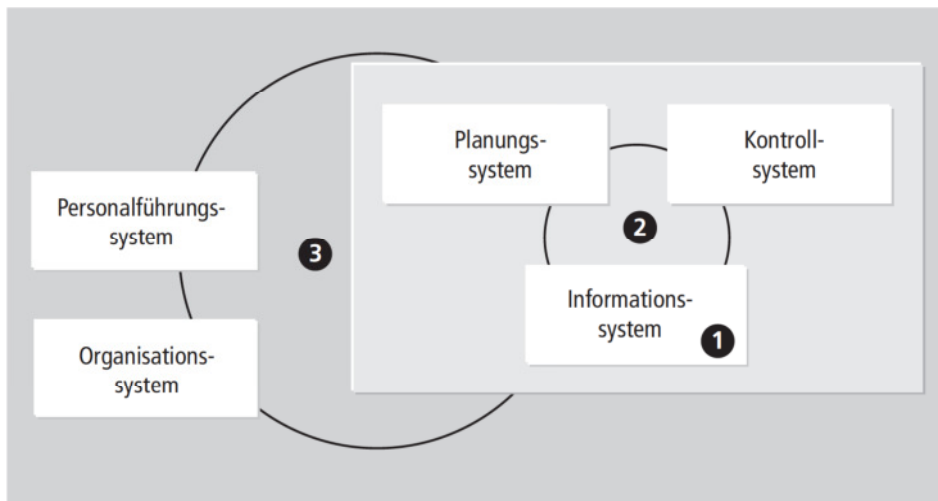 Planungs-
system
Kontroll-
system
Personalführungs-
system
3
2
Informations-
system
1
Organisations-
system